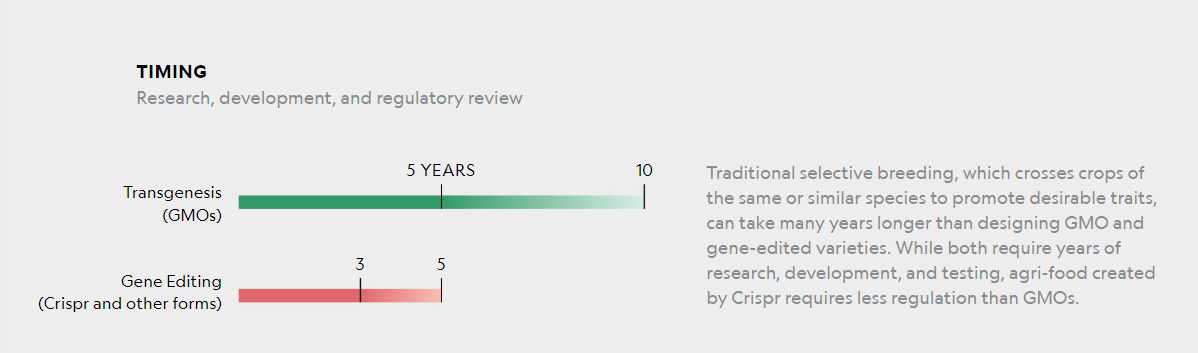 TIMING
Research, development, and regulatory review
5 YEARS
10
Transgenesis
(GMOs)
3
5
Gene Editing
(Crispr and other forms)
Traditional selective breeding, which crosses crops of
the same or similar species to promote desirable traits,
can take many years longer than designing GMO and
gene-edited varieties. While both require years of
research, development, and testing, agri-food created
by Crispr requires less regulation than GMOs.